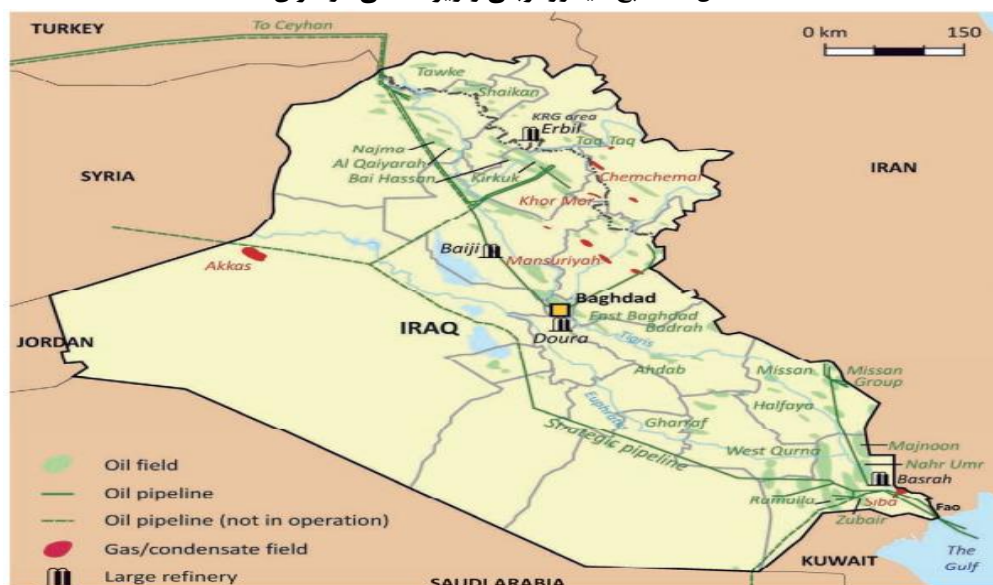 TURKEY
To Ceyhan
0 km
150
Tawke
Shaikan
KRG area
Erbil
Taq Taq
Najma
Al Qaiyarah
Bai Hassan
Kirkuk
Chemchemal
IRAN
SYRIA
Khor Mor
Baiji
Mansuriyah
Akkas
Baghdad
IRAQ
East Baghdad
Badrah
JORDAN
Doura
Tigris
Ahdab
Missan
Missan
Group
Halfaya
Euphrates
Gharraf
Strategic pipeline
West Qurna
Majnoon
Nahr Umr
Basrah
Oil field
Oil pipeline
Rumaila
Siba
Fao
Zubair
Oil pipeline (not in operation)
Gas/condensate field
KUWAIT
The
Gulf
Large refinery
SAUDI ARABIA